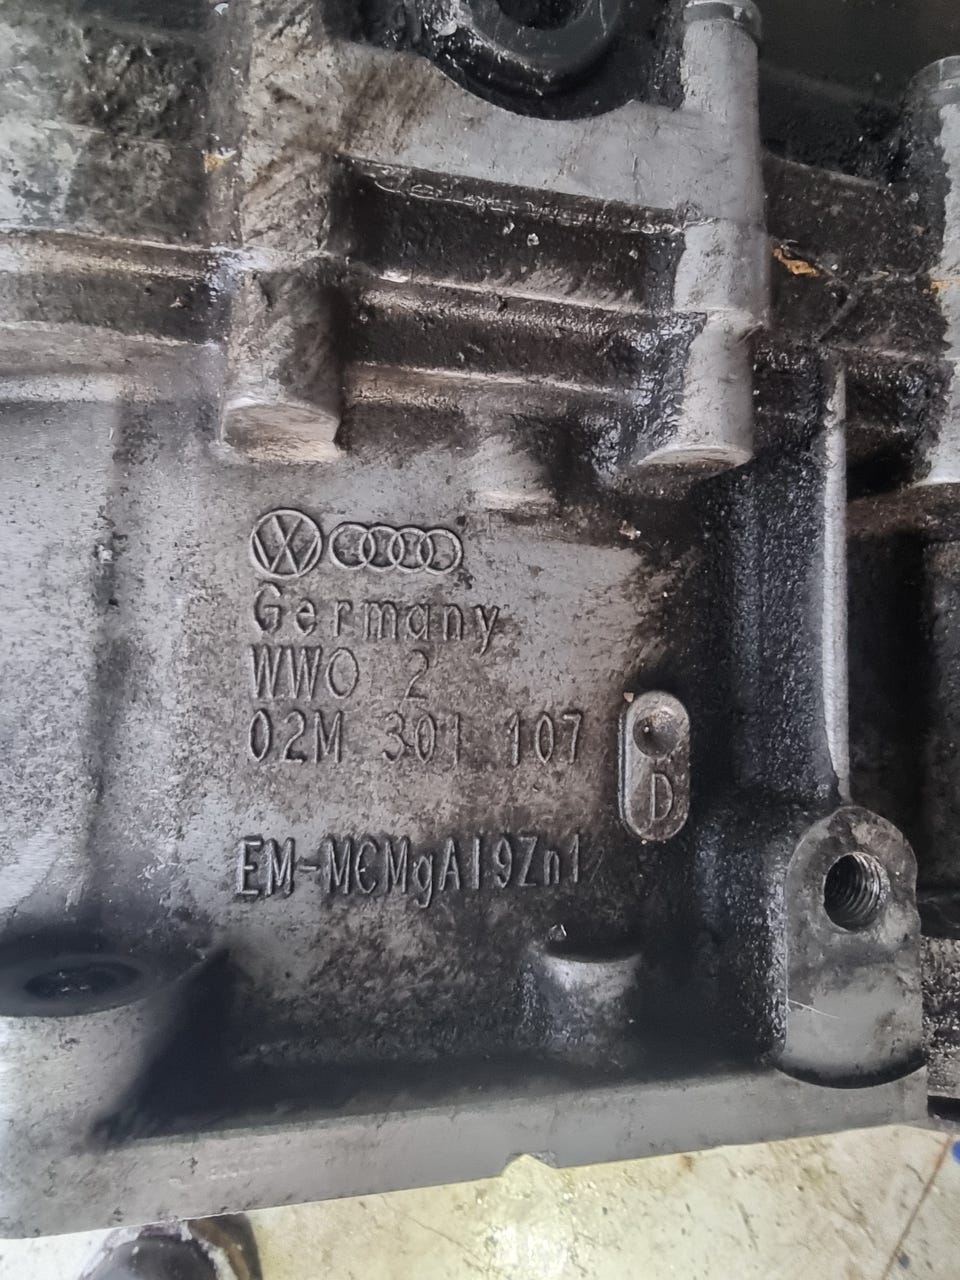 Germany
WWO 2
02M 301 107
D
EM-MCMgAl9Zn1